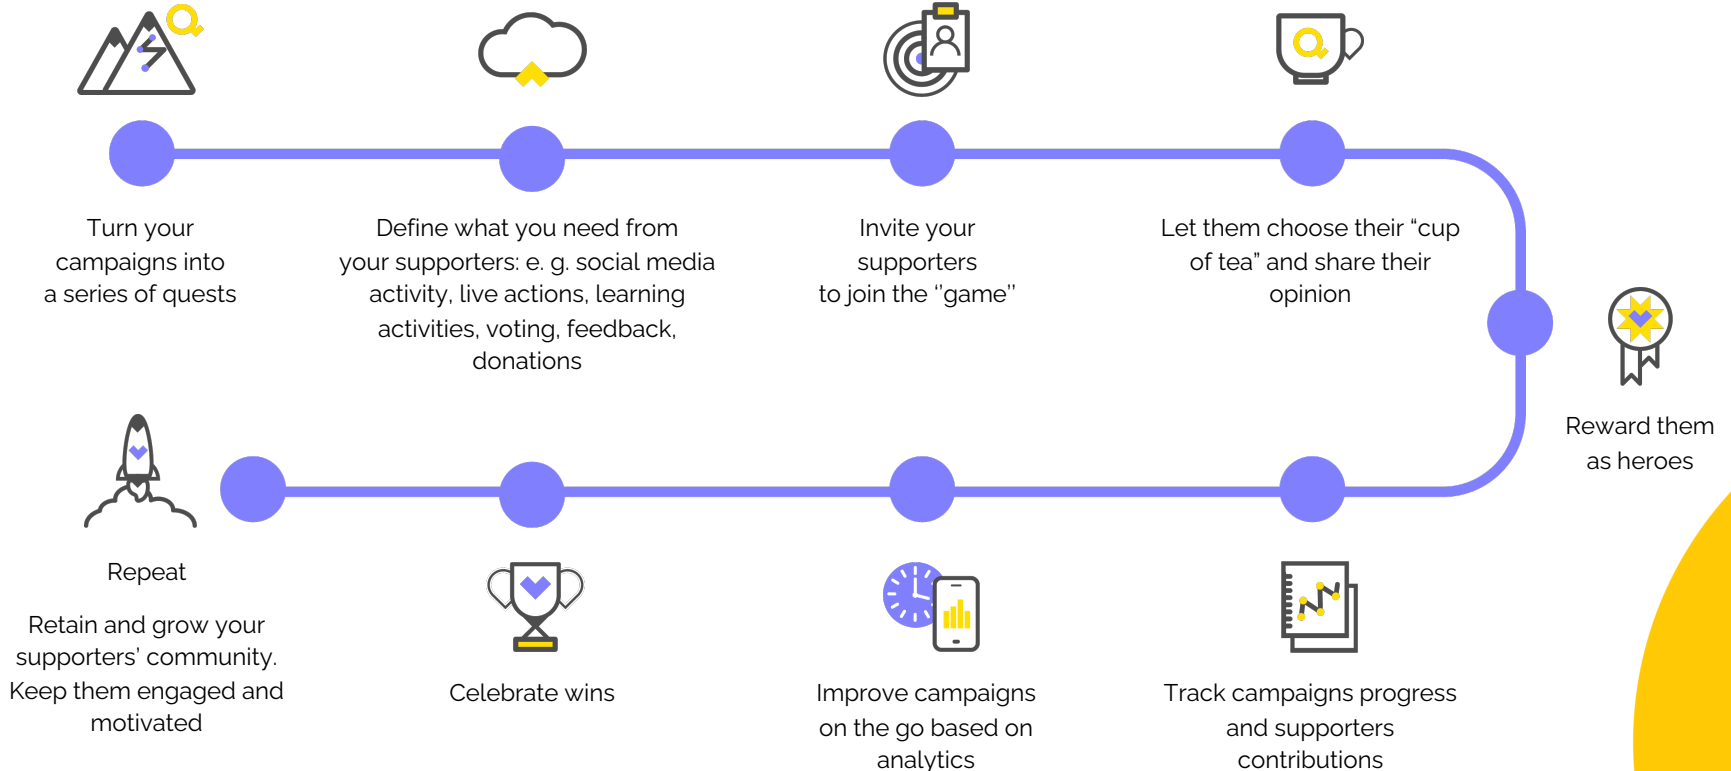 Turn your
campaigns into
a series of quests
Define what you need from
your supporters: e. g. social media
activity, live actions, learning
activities, voting, feedback,
donations
Invite your
supporters
to join the ‘’game’’
Let them choose their “cup
of tea” and share their
opinion
Reward them
as heroes
Track campaigns progress
and supporters
contributions
Improve campaigns
on the go based on
analytics
Celebrate wins
Repeat
Retain and grow your
supporters’ community.
Keep them engaged and
motivated